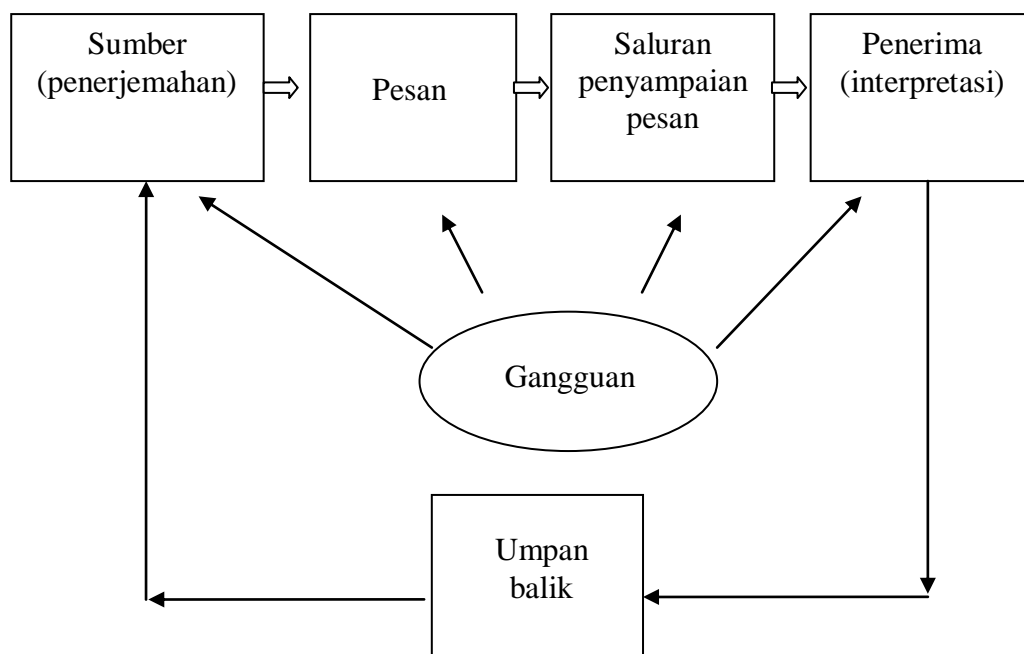 Sumber
(penerjemahan)
Pesan
Saluran
penyampaian
pesan
Penerima
(interpretasi)
Gangguan
Umpan
balik